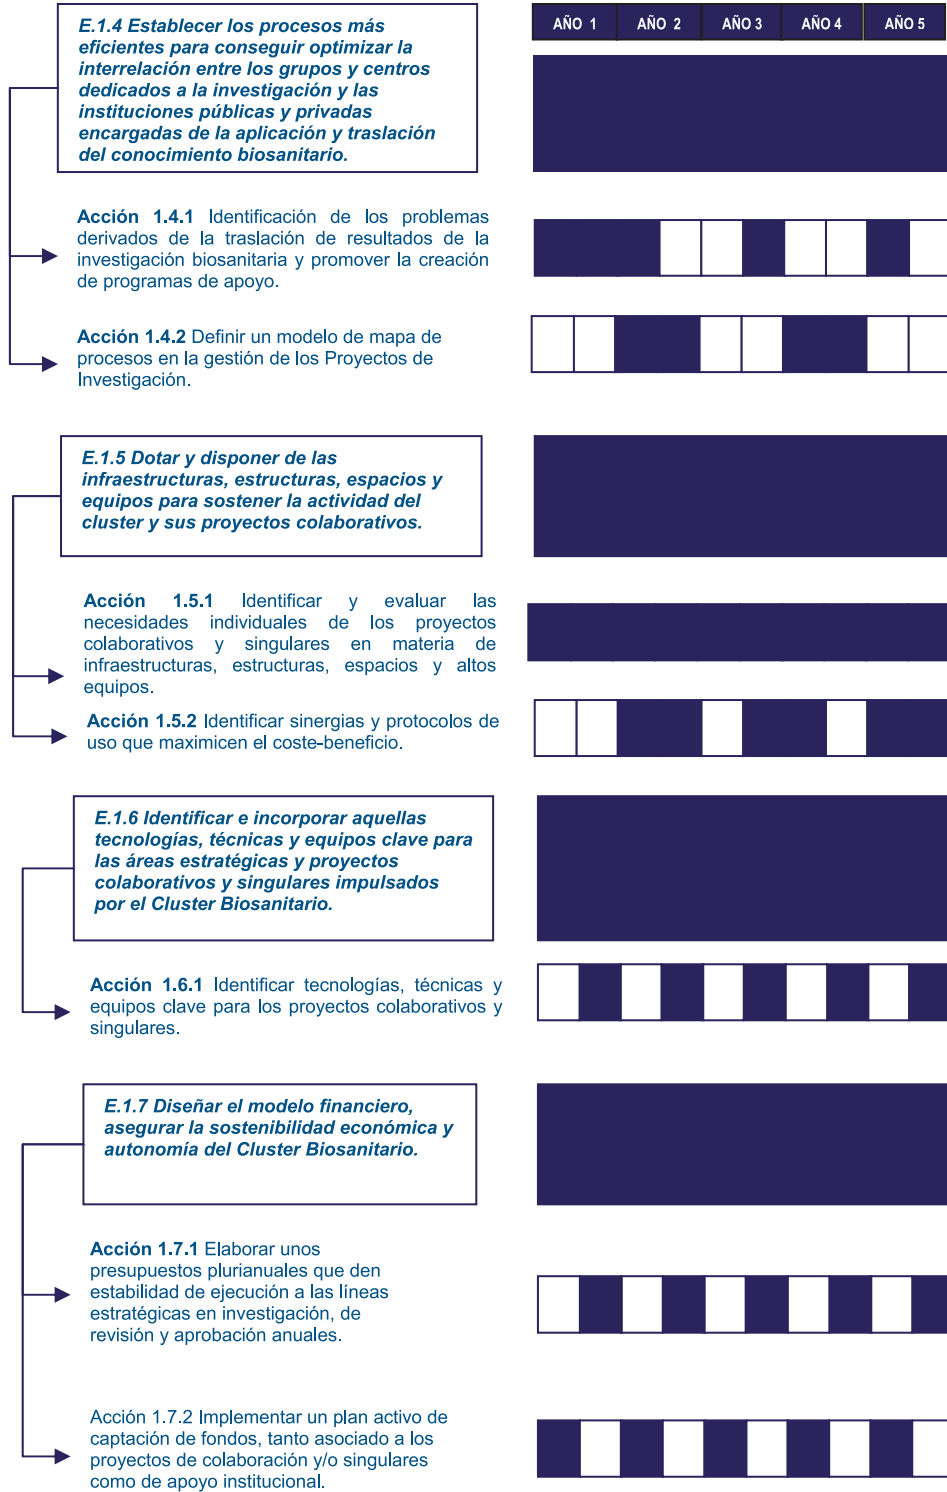 E.1.4 Establecer los procesos más
eficientes para conseguir optimizar la
interrelación entre los grupos y centros
dedicados a la investigación y las
instituciones públicas y privadas
encargadas de la aplicación y traslación
del conocimiento biosanitario.
AÑO 1 AÑO 2 AÑO 3 AÑO 4 AÑO 5
Acción 1.4.1 Identificación de los problemas
derivados de la traslación de resultados de la
investigación biosanitaria y promover la creación
de programas de apoyo.
Acción 1.4.2 Definir un modelo de mapa de
procesos en la gestión de los Proyectos de
Investigación.
E.1.5 Dotar y disponer de las
infraestructuras, estructuras, espacios y
equipos para sostener la actividad del
cluster y sus proyectos colaborativos.
Acción 1.5.1 Identificar y evaluar las
necesidades individuales de los proyectos
colaborativos y singulares en materia de
infraestructuras, estructuras, espacios y altos
equipos.
Acción 1.5.2 Identificar sinergias y protocolos de
uso que maximicen el coste-beneficio.
E.1.6 Identificar e incorporar aquellas
tecnologías, técnicas y equipos clave para
las áreas estratégicas y proyectos
colaborativos y singulares impulsados
por el Cluster Biosanitario.
Acción 1.6.1 Identificar tecnologías, técnicas y
equipos clave para los proyectos colaborativos y
singulares.
E.1.7 Diseñar el modelo financiero,
asegurar la sostenibilidad económica y
autonomía del Cluster Biosanitario.
Acción 1.7.1 Elaborar unos
presupuestos plurianuales que den
estabilidad de ejecución a las líneas
estratégicas en investigación, de
revisión y aprobación anuales.
Acción 1.7.2 Implementar un plan activo de
captación de fondos, tanto asociado a los
proyectos de colaboración y/o singulares
como de apoyo institucional.